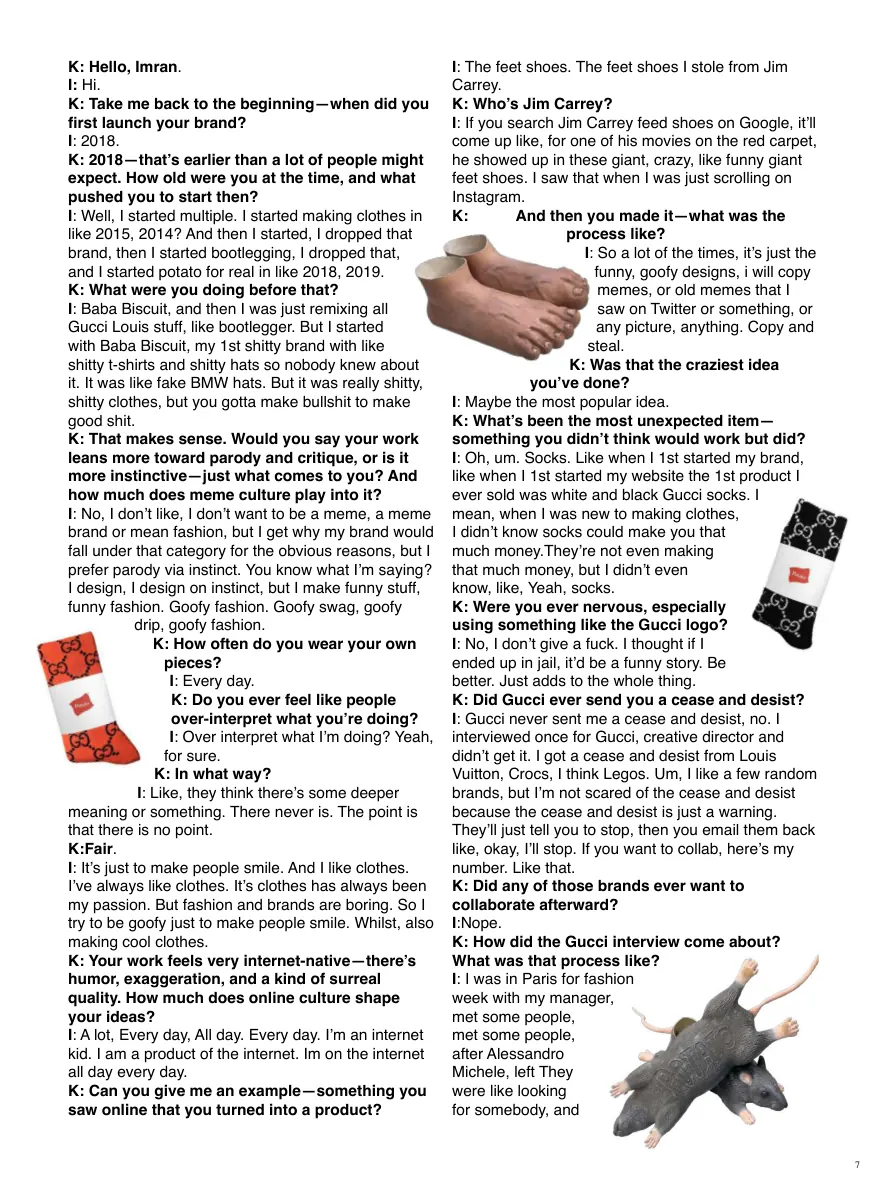 K: Hello, Imran.
I: Hi.
K: Take me back to the beginning—when did you
first launch your brand?
I: 2018.
K: 2018—that’s earlier than a lot of people might
expect. How old were you at the time, and what
pushed you to start then?
I: Well, I started multiple. I started making clothes in
like 2015, 2014? And then I started, I dropped that
brand, then I started bootlegging, I dropped that,
and I started potato for real in like 2018, 2019.
K: What were you doing before that?
I: Baba Biscuit, and then I was just remixing all
Gucci Louis stuff, like bootlegger. But I started
with Baba Biscuit, my 1st shitty brand with like
shitty t-shirts and shitty hats so nobody knew about
it. It was like fake BMW hats. But it was really shitty,
shitty clothes, but you gotta make bullshit to make
good shit.
K: That makes sense. Would you say your work
leans more toward parody and critique, or is it
more instinctive—just what comes to you? And
how much does meme culture play into it?
I: No, I don’t like, I don’t want to be a meme, a meme
brand or mean fashion, but I get why my brand would
fall under that category for the obvious reasons, but I
prefer parody via instinct. You know what I’m saying?
I design, I design on instinct, but I make funny stuff,
funny fashion. Goofy fashion. Goofy swag, goofy
drip, goofy fashion.
K: How often do you wear your own
pieces?
I: Every day.
K: Do you ever feel like people
over-interpret what you’re doing?
I: Over interpret what I’m doing? Yeah,
for sure.
K: In what way?
I: Like, they think there’s some deeper
meaning or something. There never is. The point is
that there is no point.
K:Fair.
I: It’s just to make people smile. And I like clothes.
I’ve always like clothes. It’s clothes has always been
my passion. But fashion and brands are boring. So I
try to be goofy just to make people smile. Whilst, also
making cool clothes.
K: Your work feels very internet-native—there’s
humor, exaggeration, and a kind of surreal
quality. How much does online culture shape
your ideas?
I: A lot, Every day, All day. Every day. I’m an internet
kid. I am a product of the internet. Im on the internet
all day every day.
K: Can you give me an example—something you
saw online that you turned into a product?
I: The feet shoes. The feet shoes I stole from Jim
Carrey.
K: Who’s Jim Carrey?
I: If you search Jim Carrey feed shoes on Google, it’ll
come up like, for one of his movies on the red carpet,
he showed up in these giant, crazy, like funny giant
feet shoes. I saw that when I was just scrolling on
Instagram.
K: And then you made it—what was the
process like?
I: So a lot of the times, it’s just the
funny, goofy designs, i will copy
memes, or old memes that I
saw on Twitter or something, or
any picture, anything. Copy and
steal.
K: Was that the craziest idea
you’ve done?
I: Maybe the most popular idea.
K: What’s been the most unexpected item—
something you didn’t think would work but did?
I: Oh, um. Socks. Like when I 1st started my brand,
like when I 1st started my website the 1st product I
ever sold was white and black Gucci socks. I
mean, when I was new to making clothes,
I didn’t know socks could make you that
much money.They’re not even making
that much money, but I didn’t even
know, like, Yeah, socks.
K: Were you ever nervous, especially
using something like the Gucci logo?
I: No, I don’t give a fuck. I thought if I
ended up in jail, it’d be a funny story. Be
better. Just adds to the whole thing.
K: Did Gucci ever send you a cease and desist?
I: Gucci never sent me a cease and desist, no. I
interviewed once for Gucci, creative director and
didn’t get it. I got a cease and desist from Louis
Vuitton, Crocs, I think Legos. Um, I like a few random
brands, but I’m not scared of the cease and desist
because the cease and desist is just a warning.
They’ll just tell you to stop, then you email them back
like, okay, I’ll stop. If you want to collab, here’s my
number. Like that.
K: Did any of those brands ever want to
collaborate afterward?
I:Nope.
K: How did the Gucci interview come about?
What was that process like?
I: I was in Paris for fashion
week with my manager,
met some people,
met some people,
after Alessandro
Michele, left They
were like looking
for somebody, and
7